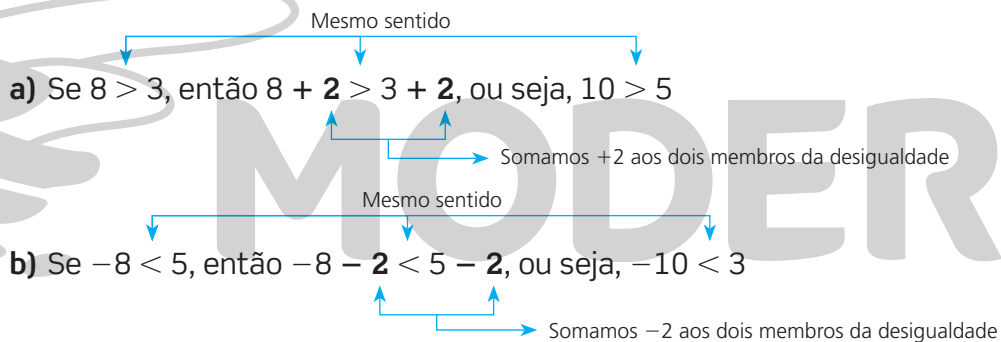 Mesmo sentido
a) Se 8 > 3, então 8 + 2 > 3 + 2, ou seja, 10 > 5
Somamos +2 aos dois membros da desigualdade
Mesmo sentido
b) Se −8 < 5, então −8 − 2 < 5 − 2, ou seja, −10 < 3
Somamos −2 aos dois membros da desigualdade
MODER